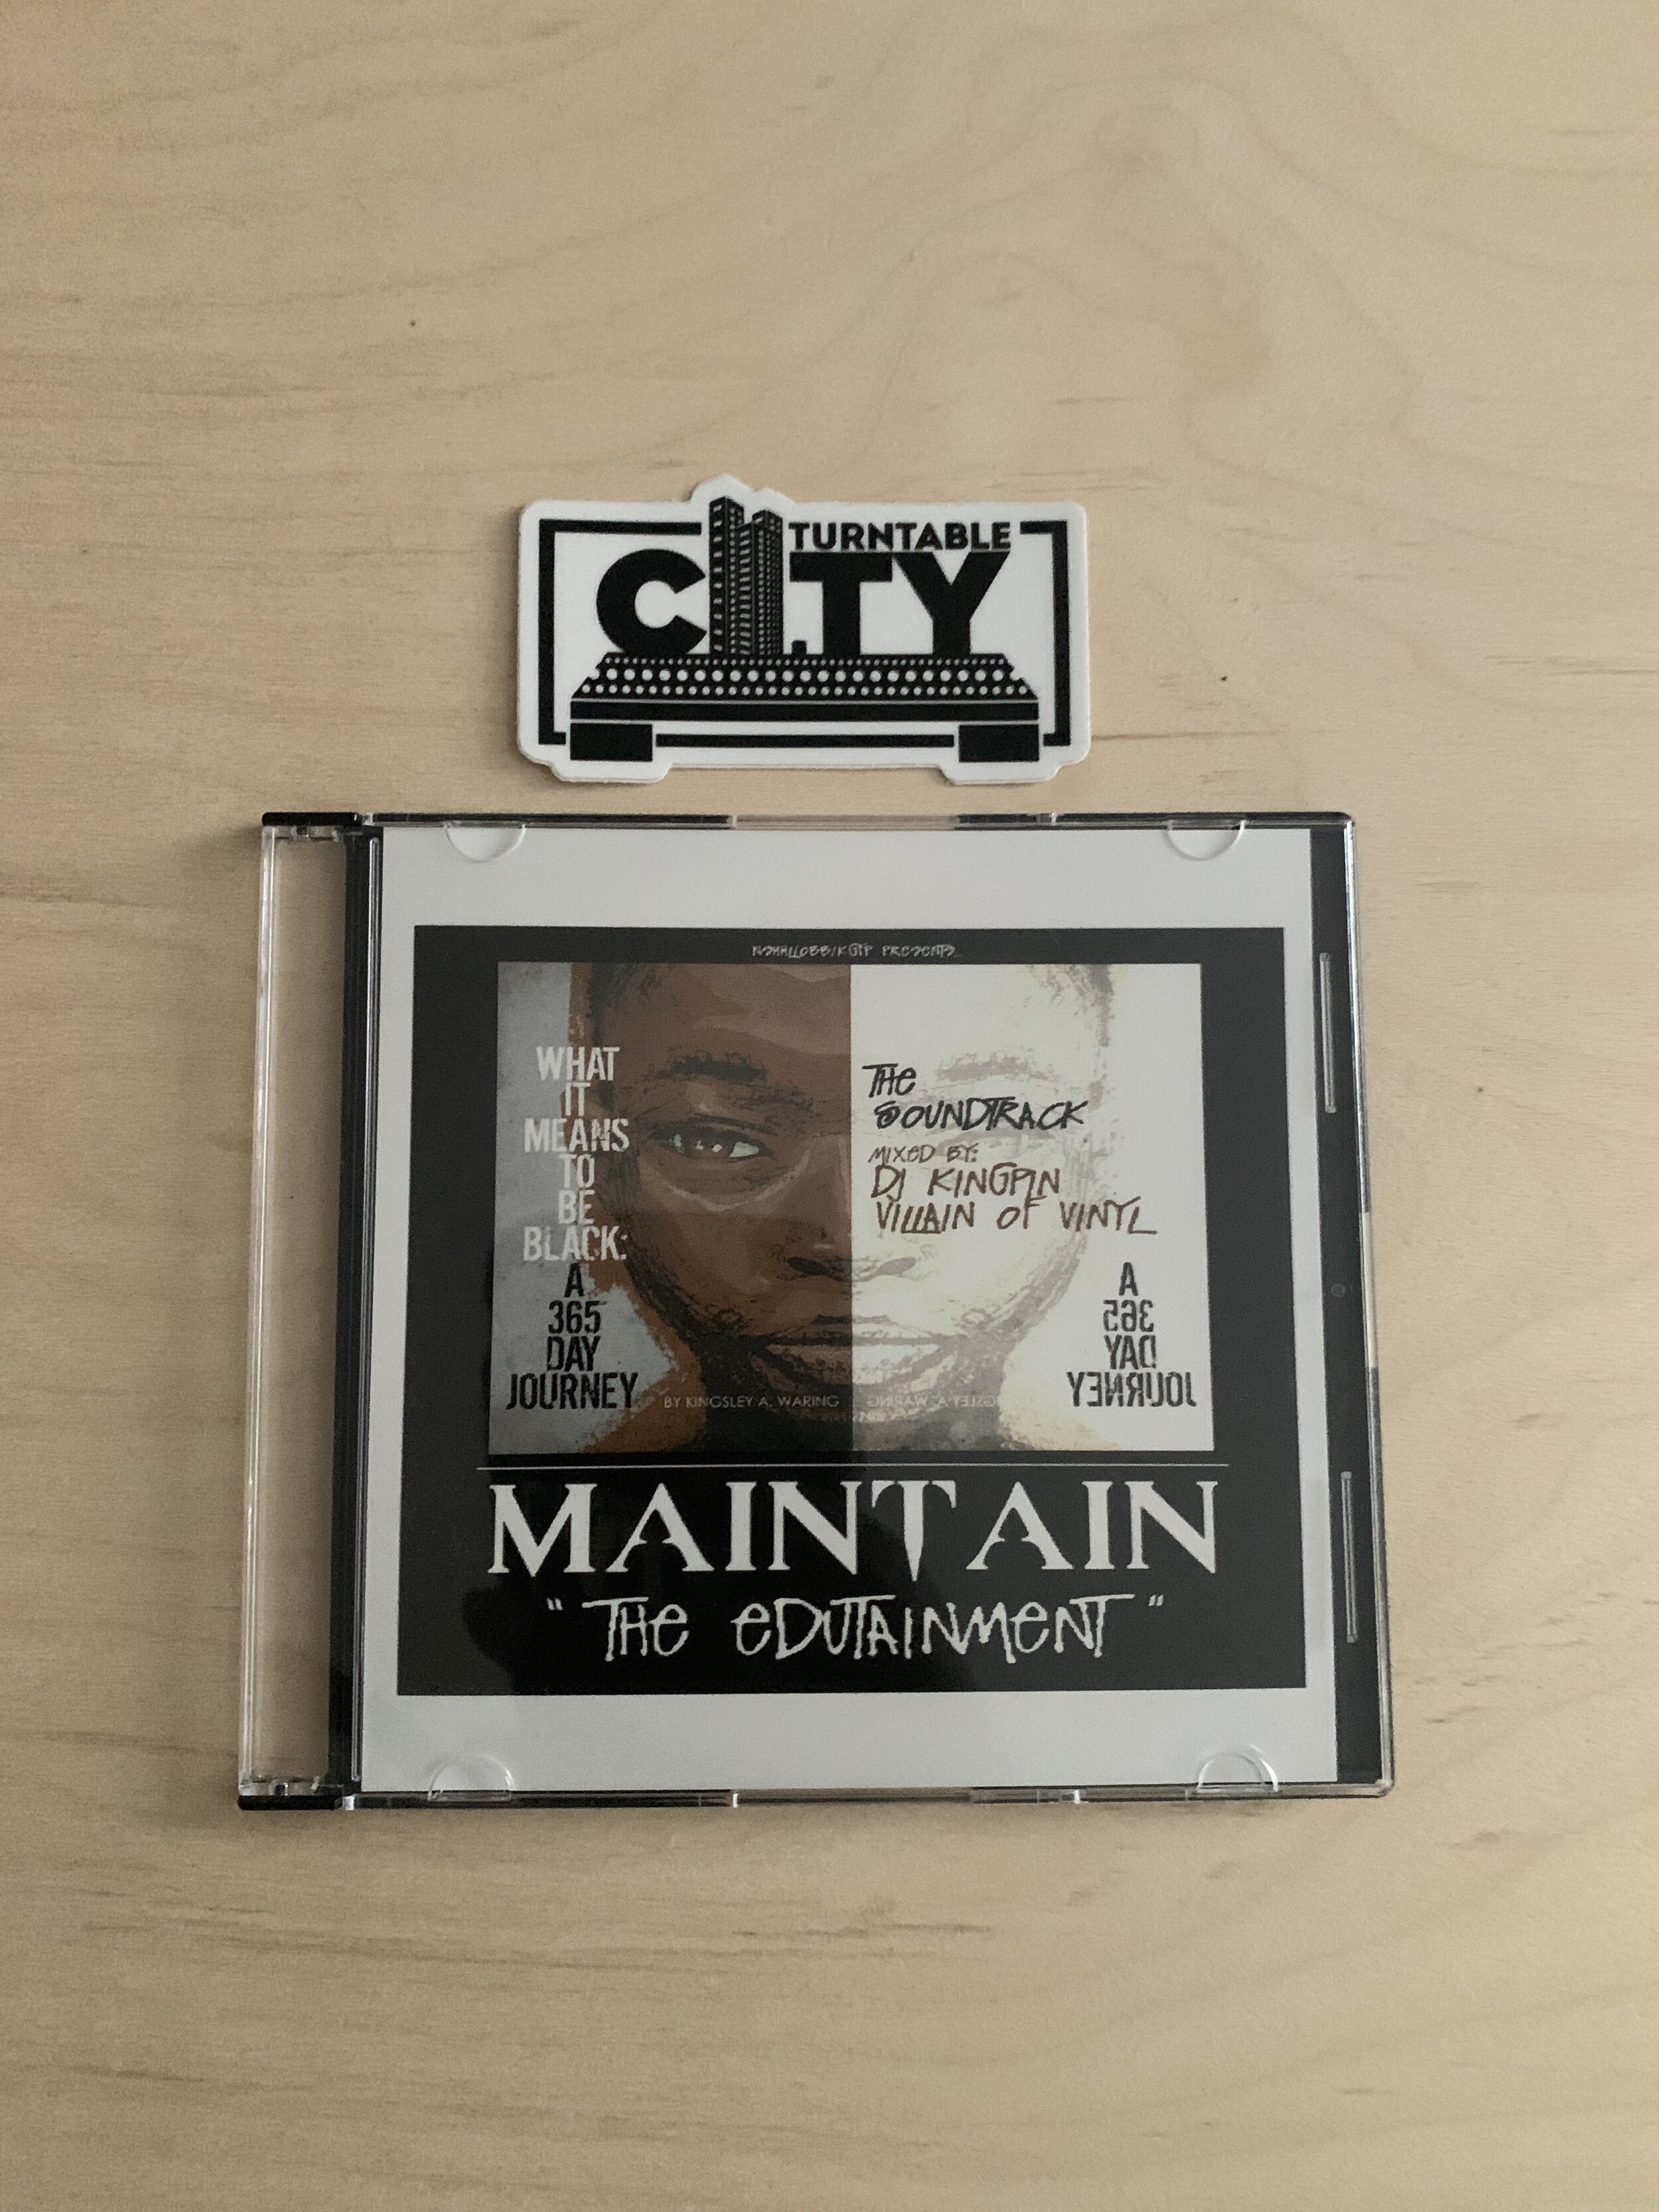 TURNTABLE
CITY
PRESENTS...
WHAT
IT
MEANS
TO
BE
BLACK:
A
365
DAY
JOURNEY
BY KINGSLEY A. WARING
THE
SOUNDTRACK
MIXED BY:
DJ KINGPIN
VILLAIN OF VINYL
A
365
DAY
JOURNEY
MAINTAIN
"THE EDUTAINMENT"